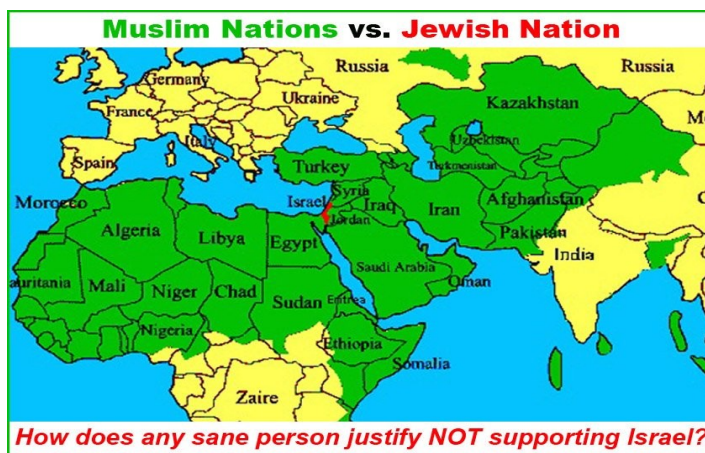 Muslim Nations vs. Jewish Nation
Russia
Russia
Germany
Ukraine
France
Kazakhstan
Italy
Uzbekistan
Spain
Turkey
Turkmenistan
Morocco
Israel
Syria
Iraq
Iran
Afghanistan
Algeria
Jordan
Libya
Egypt
Pakistan
India
Saudi Arabia
auritania
Mali
Niger
Chad
Oman
Sudan
Eritrea
Nigeria
Ethiopia
Somalia
Zaire
How does any sane person justify NOT supporting Israel?